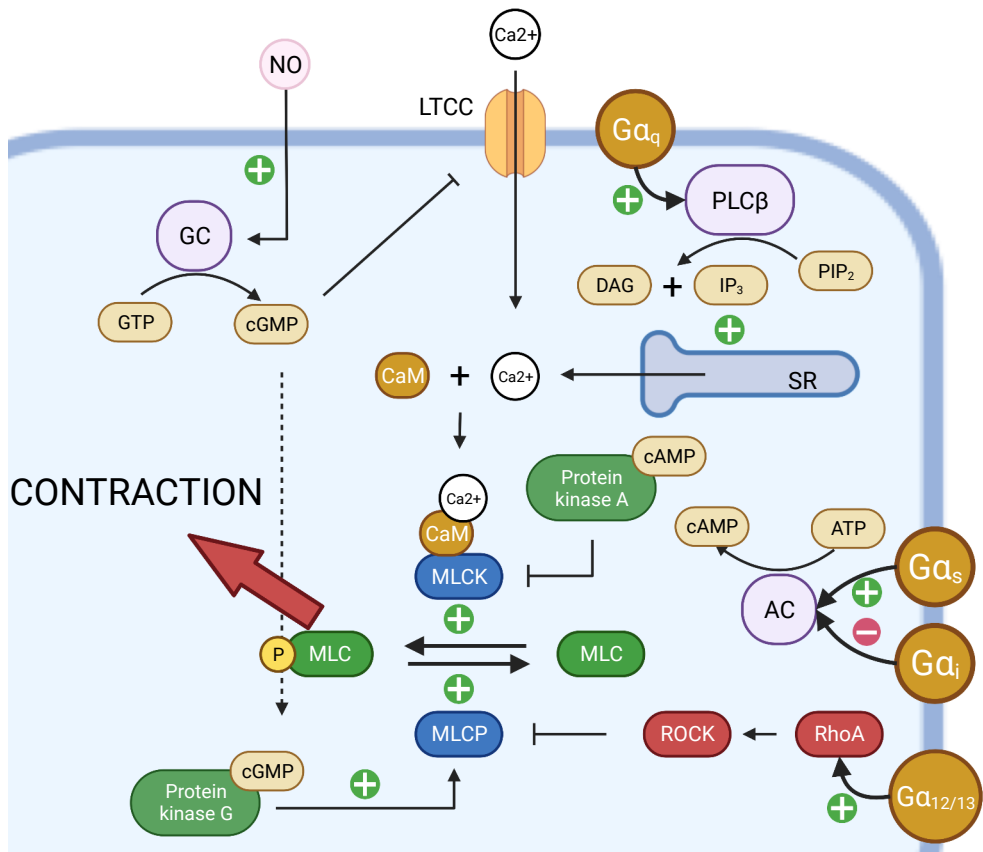 Ca2+
NO
LTCC
Gαq
PLCβ
GC
DAG
+
IP3
PIP2
GTP
cGMP
CaM
+
Ca2+
SR
cAMP
Protein
kinase A
CONTRACTION
Ca2+
CaM
MLCK
cAMP
ATP
Gαs
AC
P
MLC
MLC
Gαi
MLCP
ROCK
RhoA
cGMP
Protein
kinase G
Gα12/13